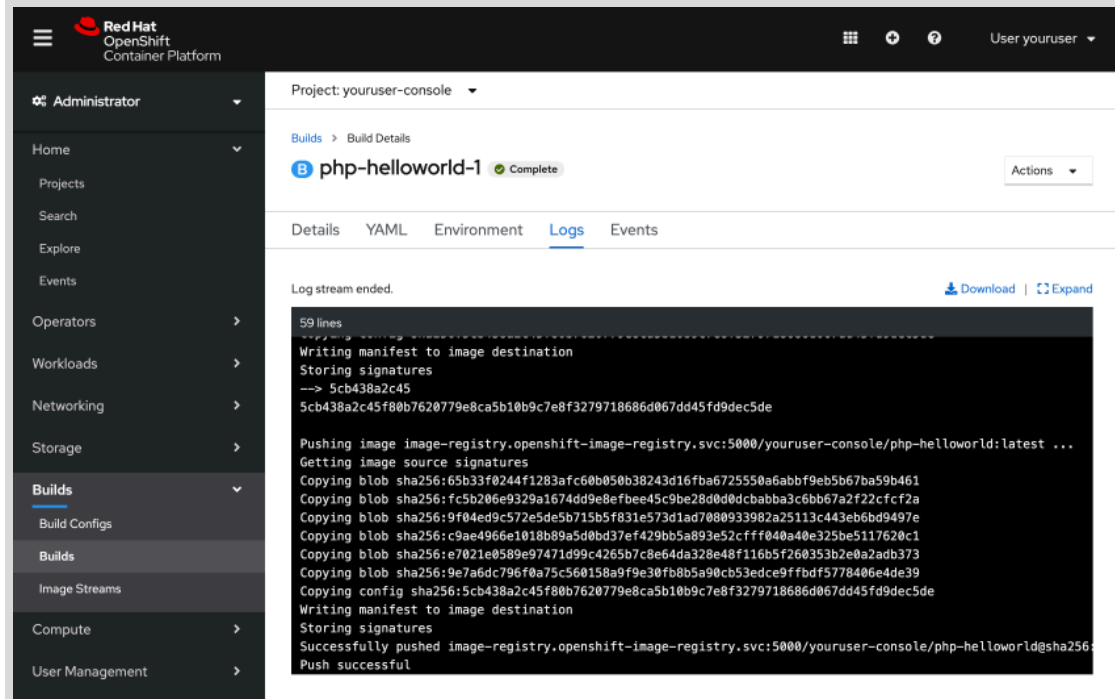 Red Hat
OpenShift
Container Platform
User youruser
Administrator
Home
Projects
Search
Explore
Events
Operators
Workloads
Networking
Storage
Builds
Build Configs
Builds
Image Streams
Compute
User Management
Project: youruser-console
Builds > Build Details
B php-helloworld-1 Complete
Actions
Details YAML Environment Logs Events
Log stream ended.
Download | Expand
59 lines
Writing manifest to image destination
Storing signatures
--> 5cb438a2c45
5cb438a2c45f80b7620779e8ca5b10b9c7e8f3279718686d067dd45fd9dec5de
Pushing image image-registry.openshift-image-registry.svc:5000/youruser-console/php-helloworld:latest ...
Getting image source signatures
Copying blob sha256:65b33f0244f1283afc60b050b38243d16fba6725550a6abbf9eb5b67ba59b461
Copying blob sha256:fc5b206e9329a1674dd9e8efbee45c9be28d0d0dcbabba3c6bb67a2f22cfcf2a
Copying blob sha256:9f04ed9c572e5de5b715b5f831e573d1ad7080933982a25113c443eb6bd9497e
Copying blob sha256:c9ae4966e1018b89a5d0bd37ef429bb5a893e52cfff040a40e325be5117620c1
Copying blob sha256:e7021e0589e97471d99c4265b7c8e64da328e48f116b5f260353b2e0a2adb373
Copying blob sha256:9e7a6dc796f0a75c560158a9f9e30fb8b5a90cb53edce9ffbdf5778406e4de39
Copying config sha256:5cb438a2c45f80b7620779e8ca5b10b9c7e8f3279718686d067dd45fd9dec5de
Writing manifest to image destination
Storing signatures
Successfully pushed image-registry.openshift-image-registry.svc:5000/youruser-console/php-helloworld@sha256:
Push successful